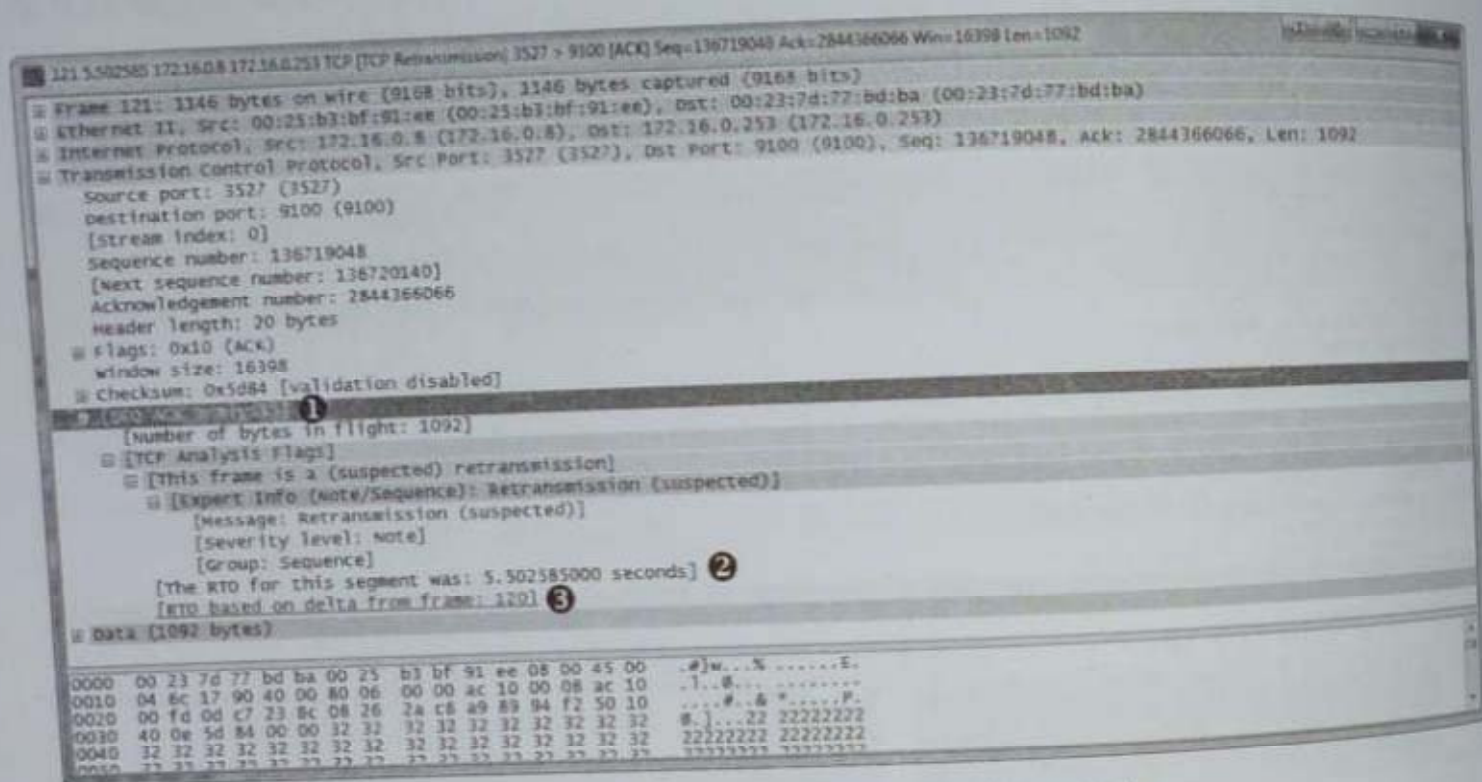 121 5.502585 172.16.0.8 172.16.0.253 TCP [TCP Retransmission] 3527 > 9100 [ACK] Seq=136719048 Ack=2844366066 Win=16398 Len=1092
Frame 121: 1146 bytes on wire (9168 bits), 1146 bytes captured (9168 bits)
Ethernet II, Src: 00:25:b3:bf:91:ee (00:25:b3:bf:91:ee), Dst: 00:23:7d:77:bd:ba (00:23:7d:77:bd:ba)
Internet Protocol, Src: 172.16.0.8 (172.16.0.8), Dst: 172.16.0.253 (172.16.0.253)
Transmission Control Protocol, Src Port: 3527 (3527), Dst Port: 9100 (9100), Seq: 136719048, Ack: 2844366066, Len: 1092
Source port: 3527 (3527)
Destination port: 9100 (9100)
[Stream index: 0]
Sequence number: 136719048
[Next sequence number: 136720140]
Acknowledgement number: 2844366066
Header length: 20 bytes
Flags: 0x10 (ACK)
window size: 16398
Checksum: 0x5d84 [validation disabled]
[SEQ/ACK analysis] ❶
[Number of bytes in flight: 1092]
[TCP Analysis Flags]
[This frame is a (suspected) retransmission]
[Expert Info (Note/Sequence): Retransmission (suspected)]
[Message: Retransmission (suspected)]
[Severity level: Note]
[Group: Sequence]
[The RTO for this segment was: 5.502585000 seconds] ❷
[RTO based on delta from frame: 120] ❸
Data (1092 bytes)
0000 00 23 7d 77 bd ba 00 25 b3 bf 91 ee 08 00 45 00 .#}w...% ......E.
0010 04 6c 17 90 40 00 80 06 00 00 ac 10 00 08 ac 10 .l..@... ........
0020 00 fd 0d c7 23 8c 08 26 2a c8 a9 89 94 f2 50 10 ....#..& *.....P.
0030 40 0e 5d 84 00 00 32 32 32 32 32 32 32 32 32 32 @.]...22 22222222
0040 32 32 32 32 32 32 32 32 32 32 32 32 32 32 32 32 22222222 22222222